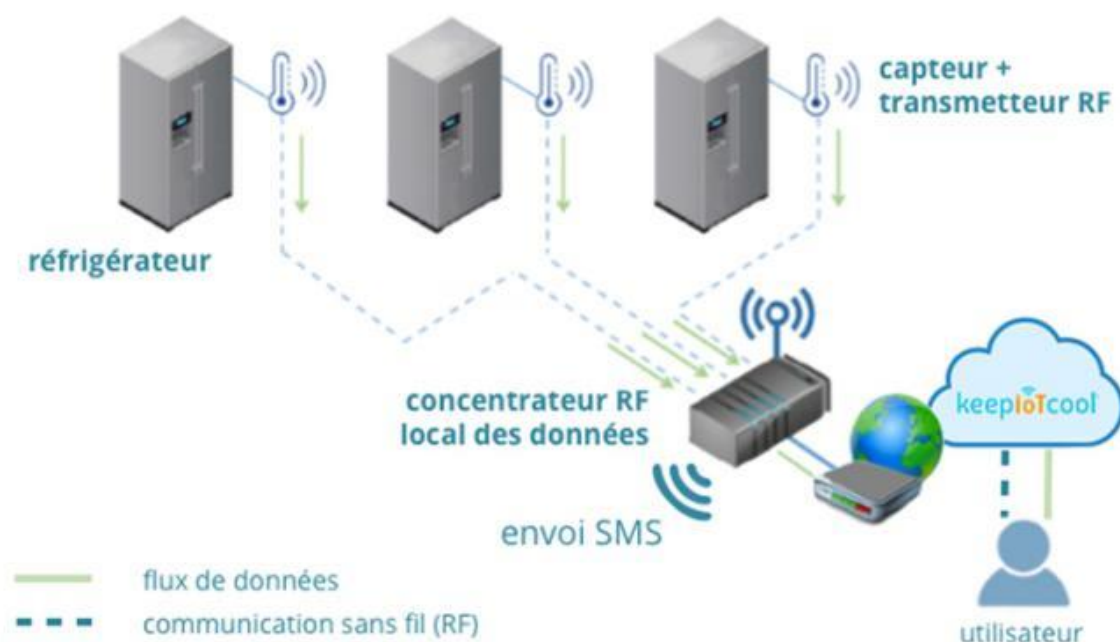 capteur +
transmetteur RF
réfrigérateur
concentrateur RF
local des données
keepIoTcool
envoi SMS
flux de données
communication sans fil (RF)
utilisateur